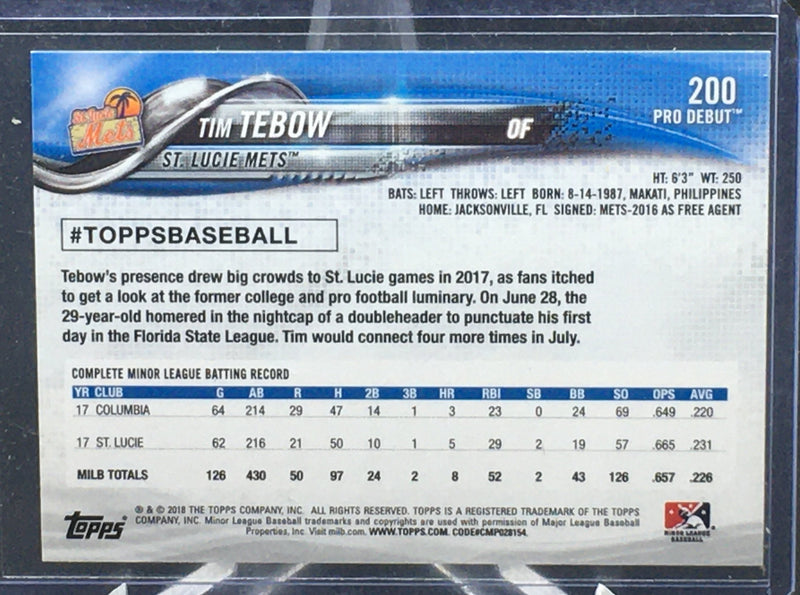 St. Lucie Mets
TIM TEBOW OF
ST. LUCIE METS™
200
PRO DEBUT™
HT: 6'3" WT: 250
BATS: LEFT THROWS: LEFT BORN: 8-14-1987, MAKATI, PHILIPPINES
HOME: JACKSONVILLE, FL SIGNED: METS-2016 AS FREE AGENT
#TOPPSBASEBALL
Tebow's presence drew big crowds to St. Lucie games in 2017, as fans itched
to get a look at the former college and pro football luminary. On June 28, the
29-year-old homered in the nightcap of a doubleheader to punctuate his first
day in the Florida State League. Tim would connect four more times in July.
COMPLETE MINOR LEAGUE BATTING RECORD
YR CLUB G AB R H 2B 3B HR RBI SB BB SO OPS AVG
17 COLUMBIA 64 214 29 47 14 1 3 23 0 24 69 .649 .220
17 ST. LUCIE 62 216 21 50 10 1 5 29 2 19 57 .665 .231
MILB TOTALS 126 430 50 97 24 2 8 52 2 43 126 .657 .226
Topps®
® & © 2018 THE TOPPS COMPANY, INC. ALL RIGHTS RESERVED. TOPPS IS A REGISTERED TRADEMARK OF THE TOPPS
COMPANY, INC. Minor League Baseball trademarks and copyrights are used with permission of Major League Baseball
Properties, Inc. Visit milb.com. WWW.TOPPS.COM. CODE#CMP028154.
MINOR LEAGUE
BASEBALL